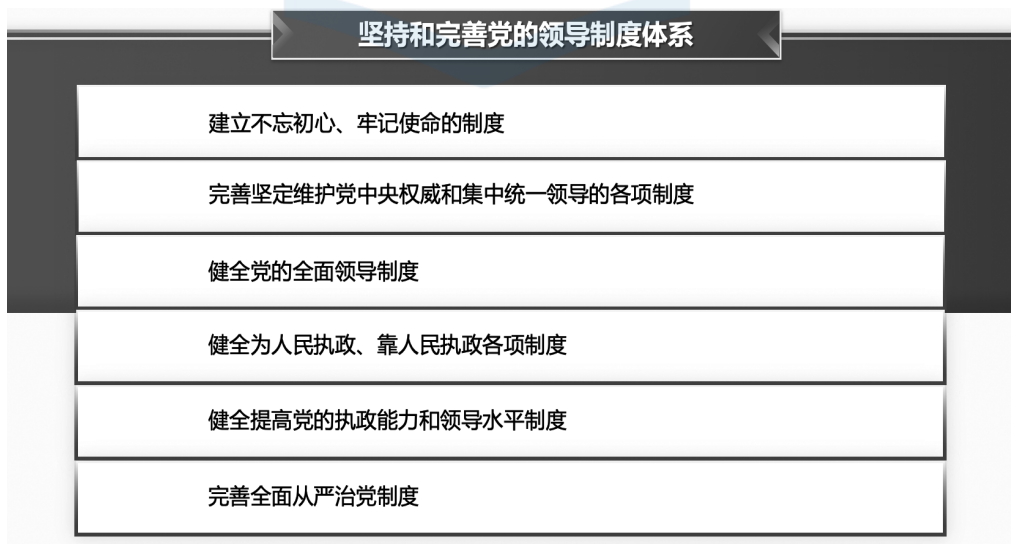 坚持和完善党的领导制度体系
建立不忘初心、牢记使命的制度
完善坚定维护党中央权威和集中统一领导的各项制度
健全党的全面领导制度
健全为人民执政、靠人民执政各项制度
健全提高党的执政能力和领导水平制度
完善全面从严治党制度